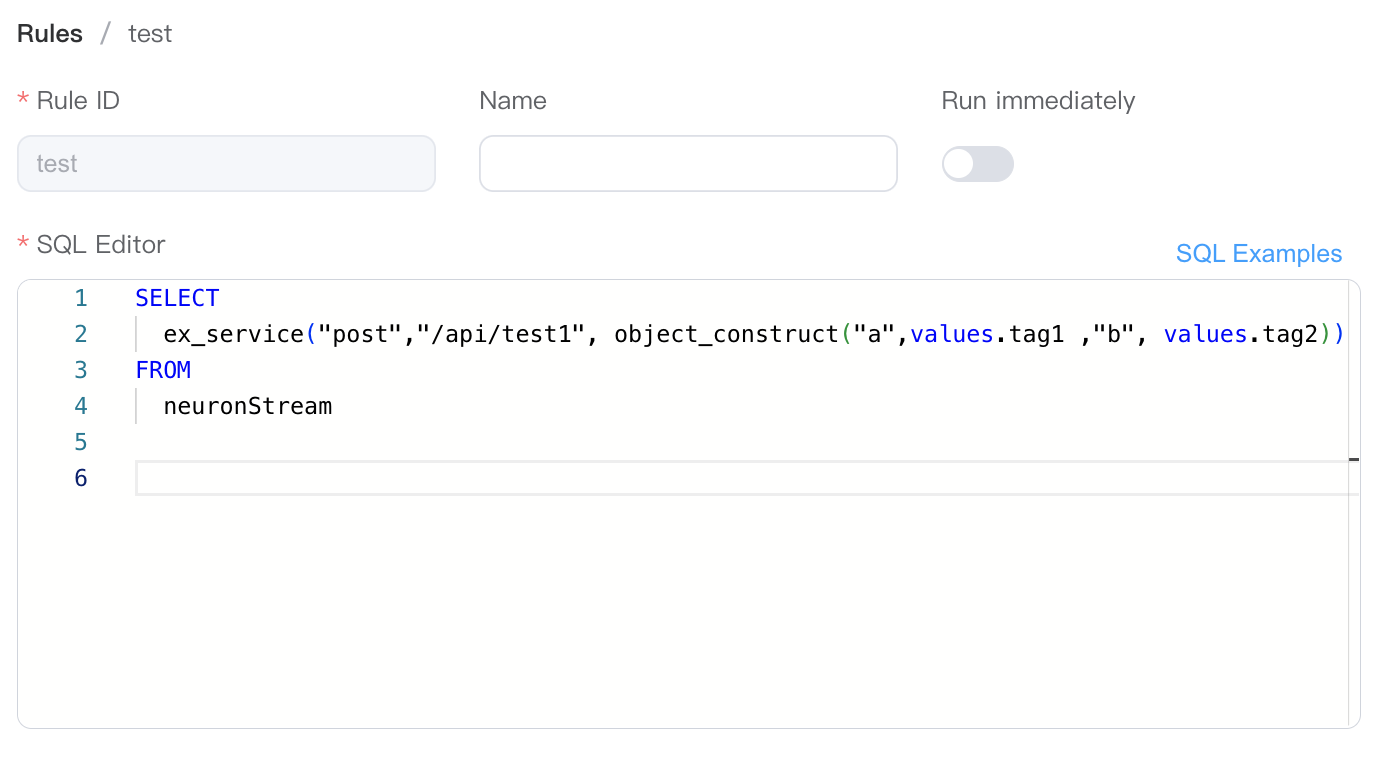 Rules / test
* Rule ID
Name
Run immediately
test
* SQL Editor
SQL Examples
1 SELECT
2 ex_service("post","/api/test1", object_construct("a",values.tag1 ,"b", values.tag2))
3 FROM
4 neuronStream
5
6